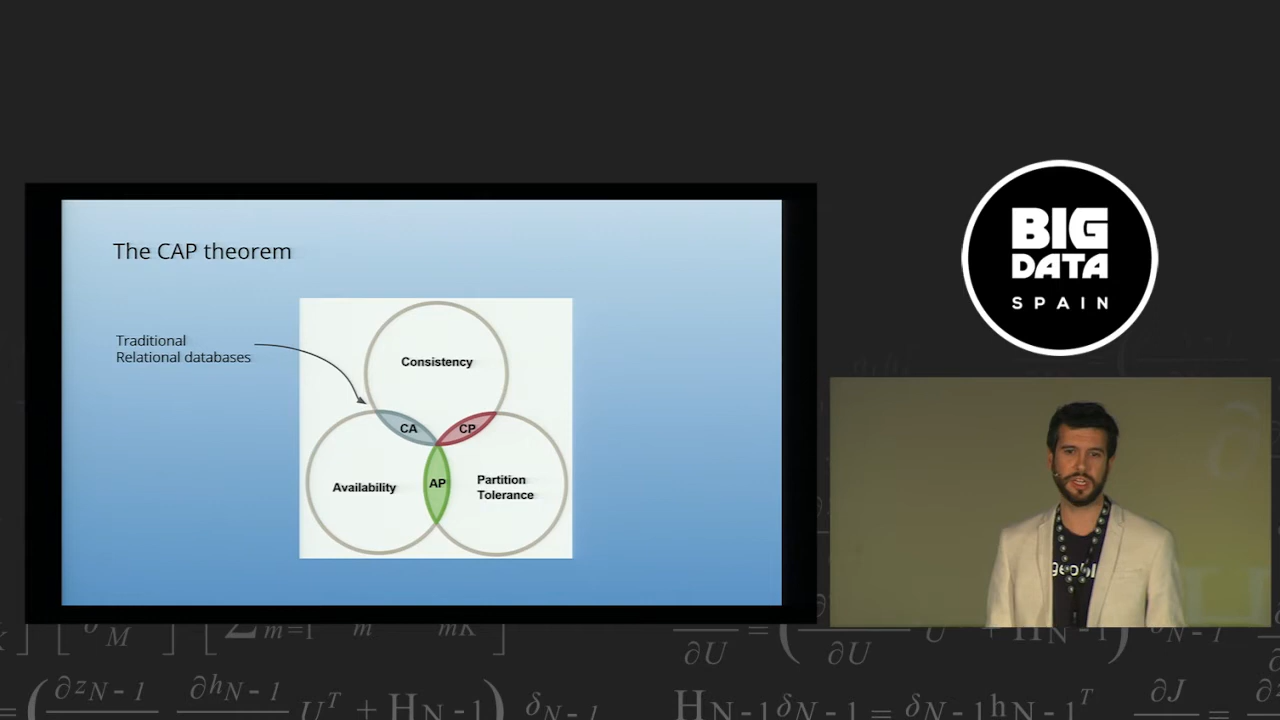 The CAP theorem
Traditional
Relational databases
Consistency
CA
CP
Availability
AP
Partition
Tolerance
BIG
DATA
SPAIN